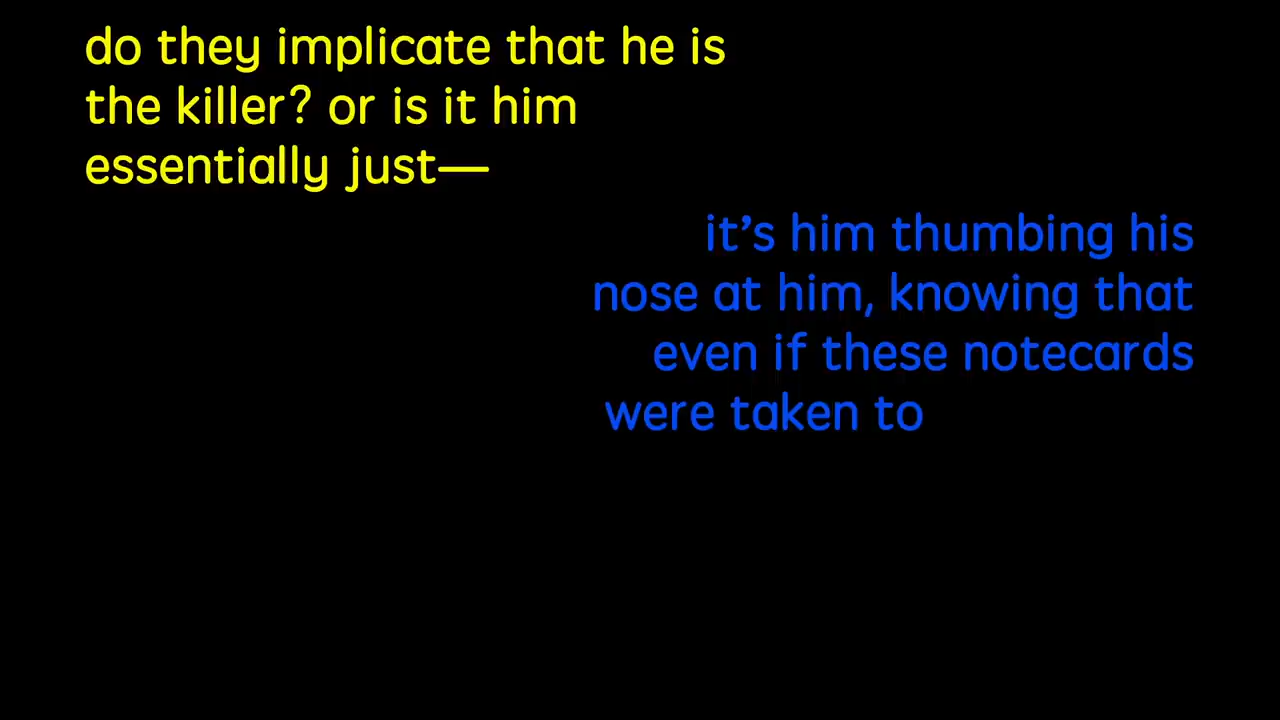 do they implicate that he is
the killer? or is it him
essentially just—
it’s him thumbing his
nose at him, knowing that
even if these notecards
were taken to